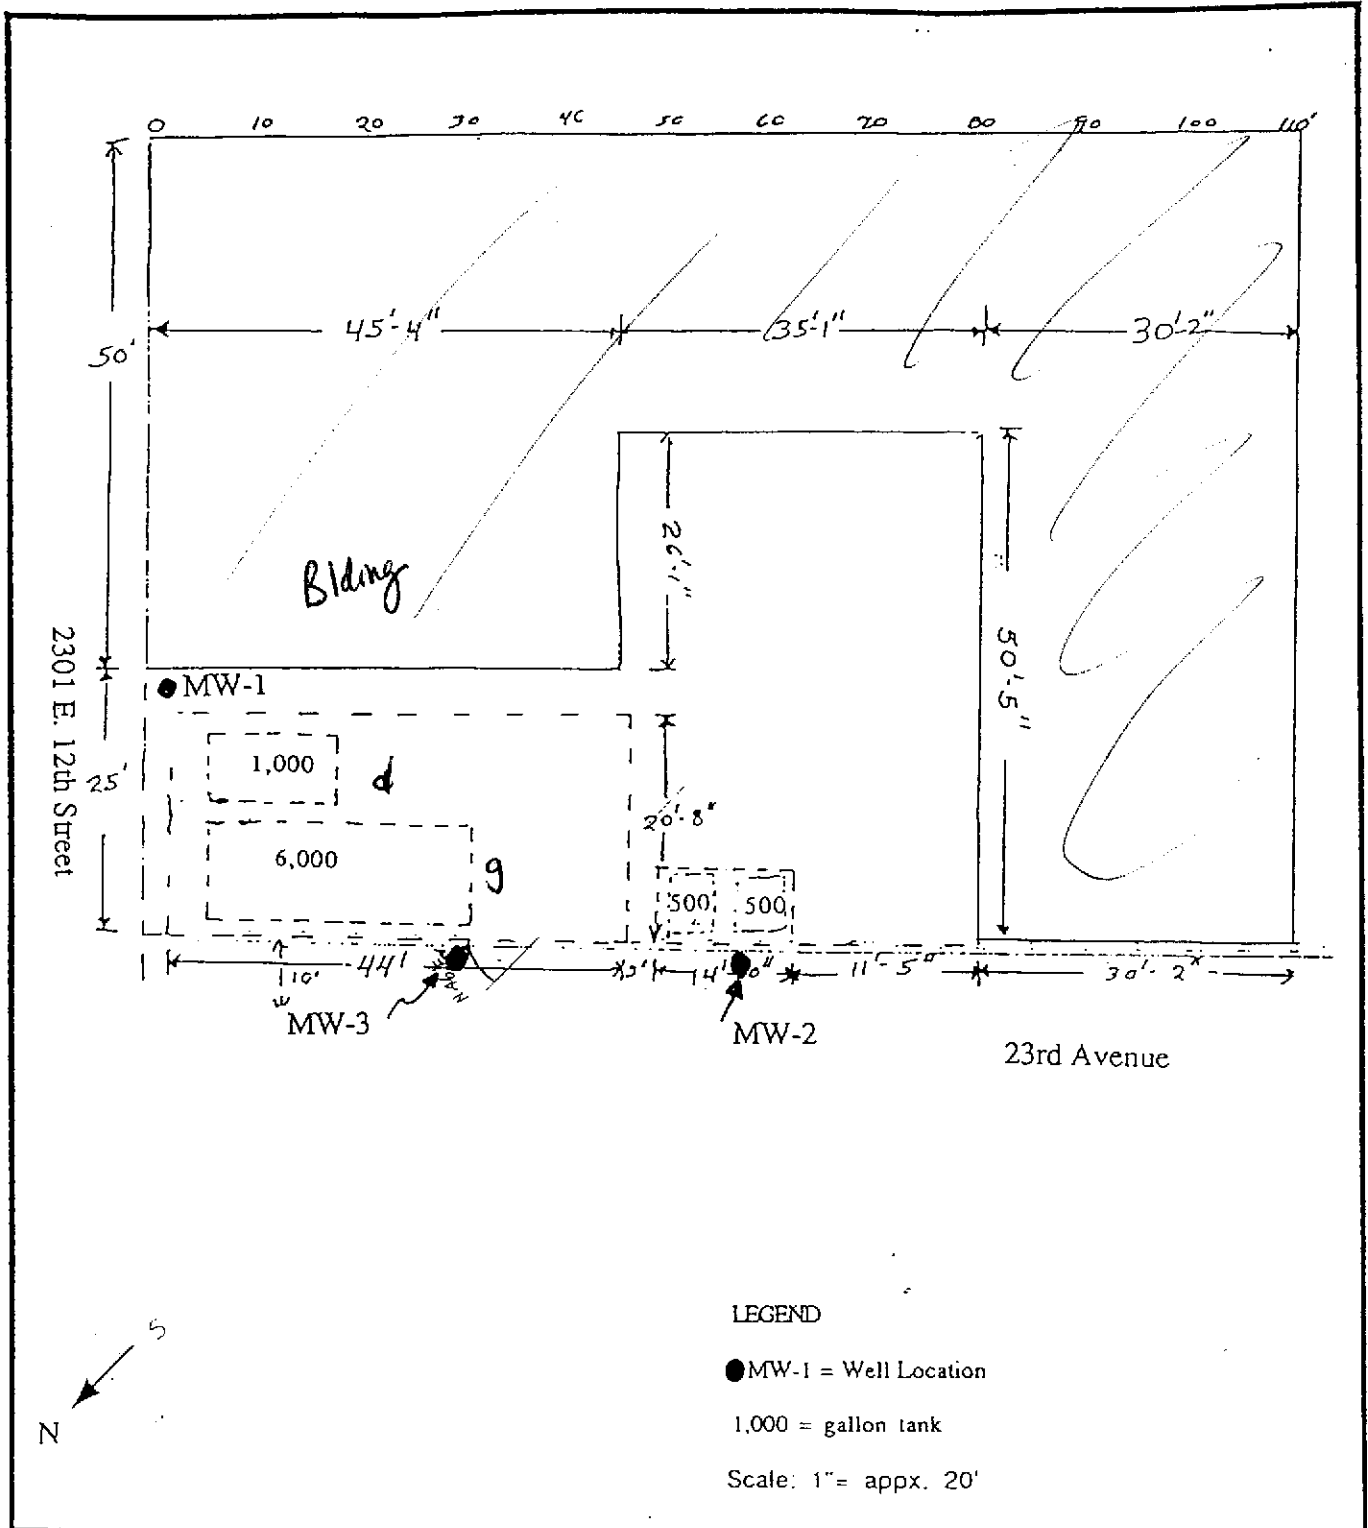 0 10 20 30 40 50 60 70 80 90 100 110'
45'-4" 35'-1" 30'-2"
50'
26'-1"
Blding
50'-5"
2301 E. 12th Street
MW-1
1,000 d
25'
20'-8"
6,000 g
500 500
44' 14' 11'-5" 30'-2"
10'
MW-3
MW-2
23rd Avenue
LEGEND
MW-1 = Well Location
1,000 = gallon tank
Scale: 1"= appx. 20'
S
N